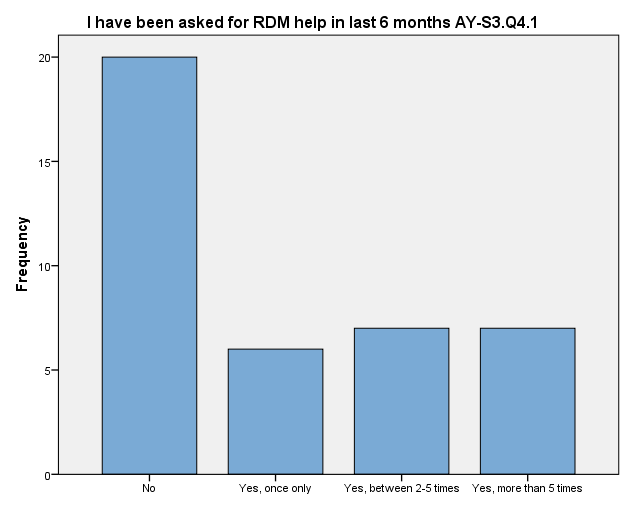 I have been asked for RDM help in last 6 months AY-S3.Q4.1
Frequency
20
15
10
5
0
No
Yes, once only
Yes, between 2-5 times
Yes, more than 5 times